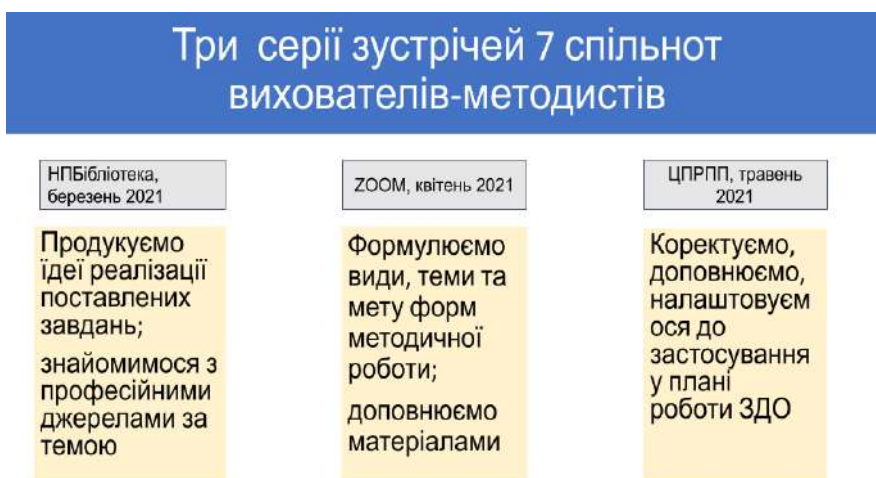 Три серії зустрічей 7 спільнот
вихователів-методистів
НПБібліотека,
березень 2021
Продукуємо
ідеї реалізації
поставлених
завдань;
знайомимося з
професійними
джерелами за
темою
ZOOM, квітень 2021
Формулюємо
види, теми та
мету форм
методичної
роботи;
доповнюємо
матеріалами
ЦПРПП, травень
2021
Коректуємо,
доповнюємо,
налаштовуєм
ося до
застосування
у плані
роботи ЗДО